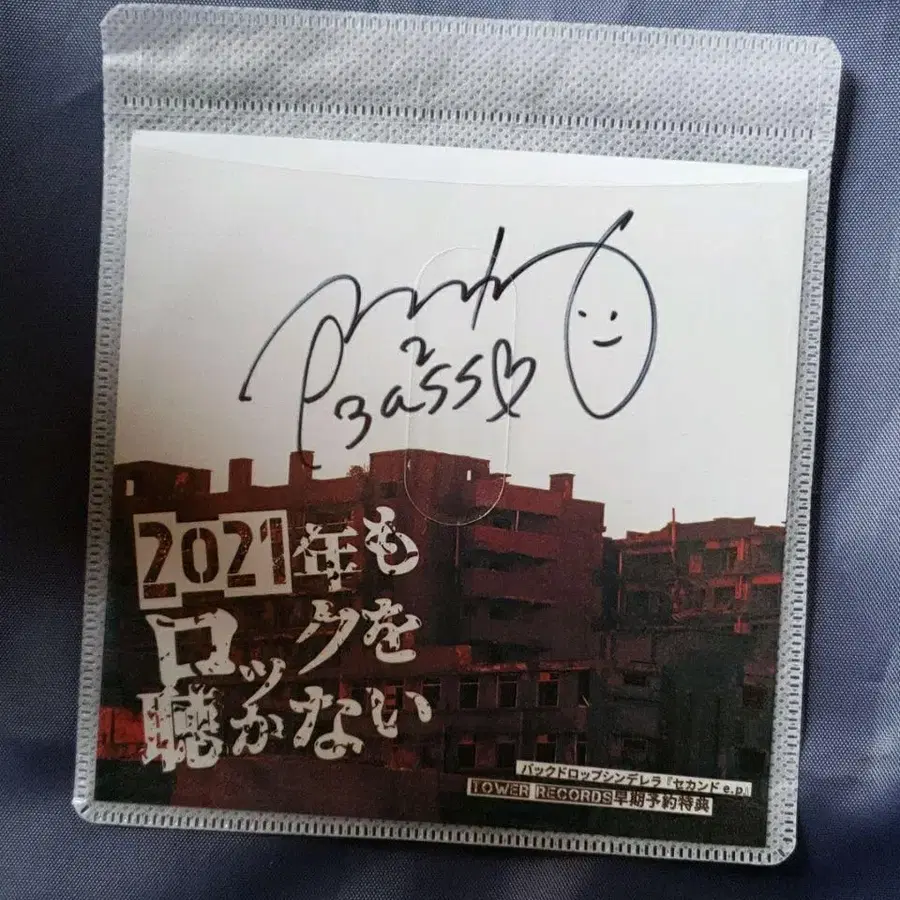 Bass
2021年も
ロックを
聴かない
バックドロップシンデレラ『セカンドe.p』
TOWER RECORDS早期予約特典